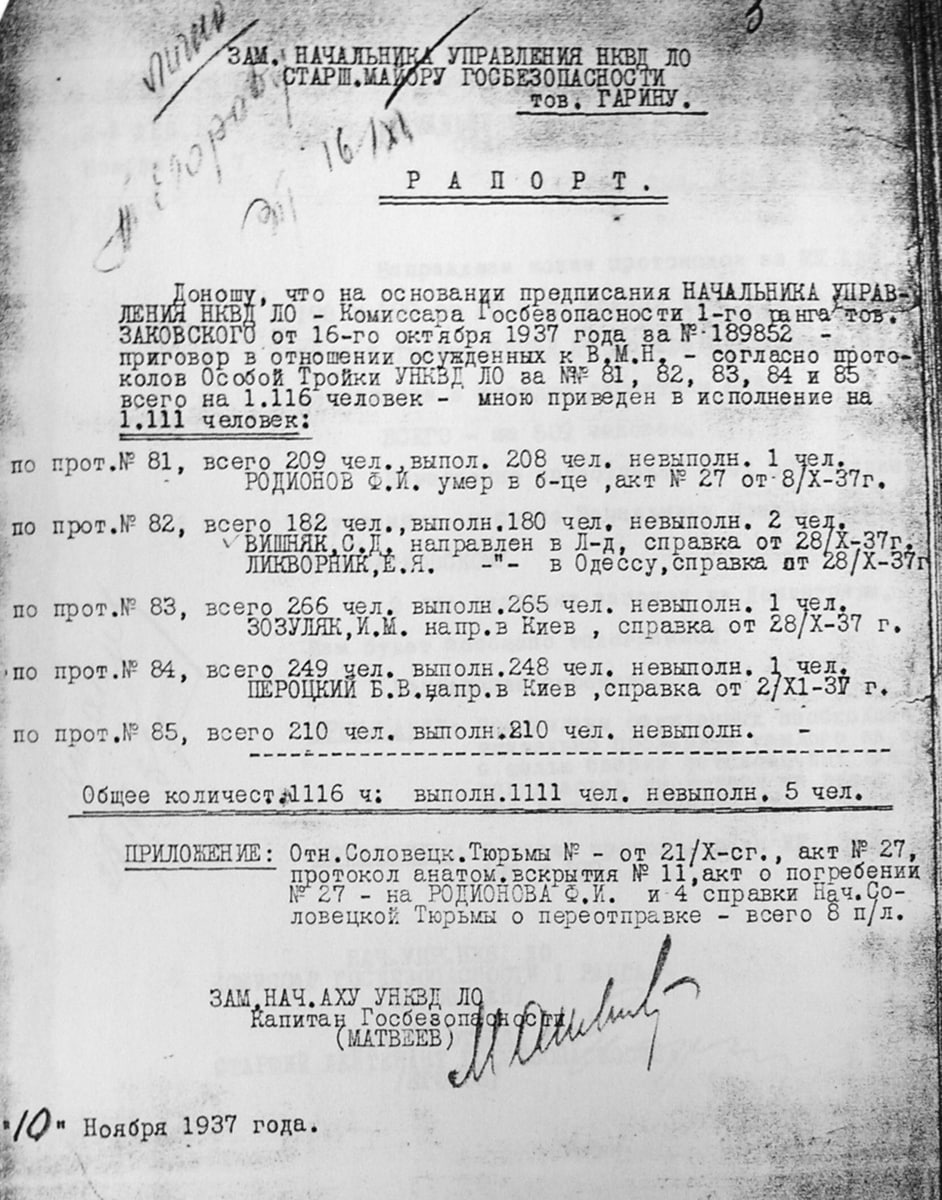 3
Лично
ЗАМ. НАЧАЛЬНИКА УПРАВЛЕНИЯ НКВД ЛО
СТАРШ.МАЙОРУ ГОСБЕЗОПАСНОСТИ
тов. ГАРИНУ.
16/XI
Р А П О Р Т .
Доношу, что на основании предписания НАЧАЛЬНИКА УПРАВ-
ЛЕНИЯ НКВД ЛО - Комиссара Госбезопасности 1-го ранга тов.
ЗАКОВСКОГО от 16-го октября 1937 года за № 189852 -
приговор в отношении осужденных к В.М.Н. - согласно прото-
колов Особой Тройки УНКВД ЛО за №№ 81, 82, 83, 84 и 85
всего на 1.116 человек - мною приведен в исполнение на
1.111 человек:
по прот.№ 81, всего 209 чел.,выпол. 208 чел. невыполн. 1 чел.
РОДИОНОВ Ф.И. умер в б-це ,акт № 27 от 8/X-37г.
по прот.№ 82, всего 182 чел.,выполн.180 чел. невыполн. 2 чел.
ВИШНЯК,С.Д. направлен в Л-д, справка от 28/X-37г.
ЛИКВОРНИК,Е.Я. -"- в Одессу,справка от 28/X-37г
по прот.№ 83, всего 266 чел. выполн.265 чел. невыполн. 1 чел.
ЗОЗУЛЯК,И.М. напр.в Киев , справка от 28/X-37 г.
по прот.№ 84, всего 249 чел. выполн.248 чел. невыполн. 1 чел.
ПЕРОЦКИЙ Б.В.,напр.в Киев ,справка от 2/X1-37 г.
по прот.№ 85, всего 210 чел. выполн.210 чел. невыполн. -
Общее количест. 1116 ч: выполн.1111 чел. невыполн. 5 чел.
ПРИЛОЖЕНИЕ: Отн.Соловецк.Тюрьмы № - от 21/X-сг., акт № 27,
протокол анатом.вскрытия № 11,акт о погребении
№ 27 - на РОДИОНОВА Ф.И. и 4 справки Нач.Со-
ловецкой Тюрьмы о переотправке - всего 8 п/л.
ЗАМ.НАЧ.АХУ УНКВД ЛО
Капитан Госбезопасности
(МАТВЕЕВ)
"10" Ноября 1937 года.